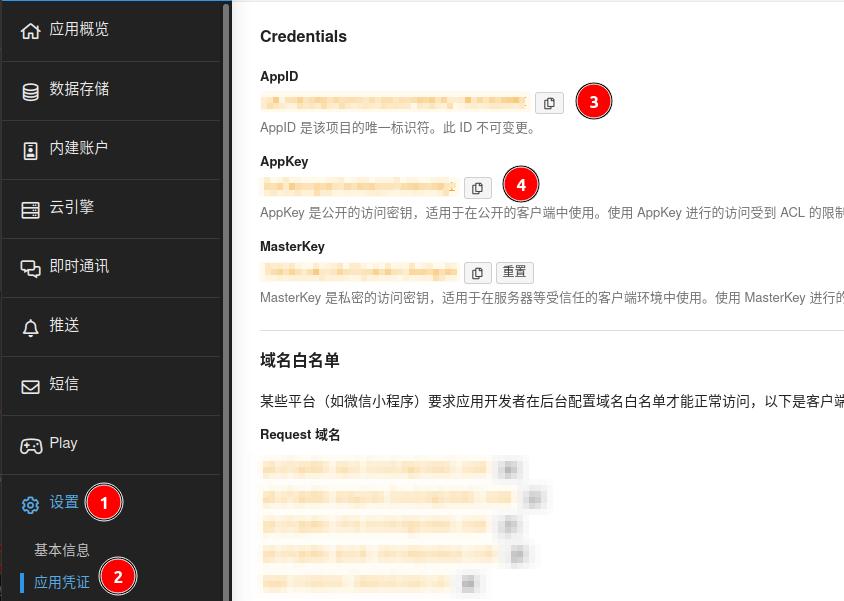 应用概览
数据存储
内建账户
云引擎
即时通讯
推送
短信
Play
设置 1
基本信息
应用凭证 2
Credentials
AppID
3
AppID 是该项目的唯一标识符。此 ID 不可变更。
AppKey
4
AppKey 是公开的访问密钥，适用于在公开的客户端中使用。使用 AppKey 进行的访问受到 ACL 的限制
MasterKey
重置
MasterKey 是私密的访问密钥，适用于在服务器等受信任的客户端环境中使用。使用 MasterKey 进行的
域名白名单
某些平台（如微信小程序）要求应用开发者在后台配置域名白名单才能正常访问，以下是客户端
Request 域名